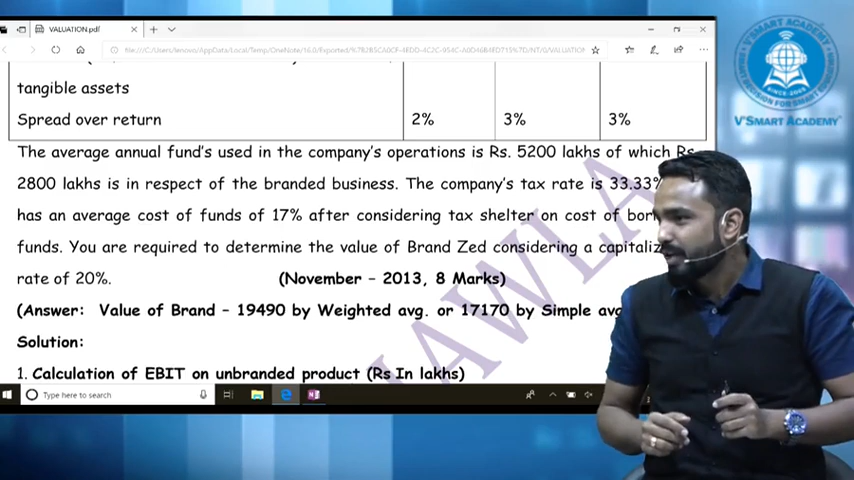 VALUATION.pdf
V'SMART ACADEMY
tangible assets
Spread over return 2% 3% 3%
The average annual fund's used in the company's operations is Rs. 5200 lakhs of which Rs.
2800 lakhs is in respect of the branded business. The company's tax rate is 33.33%
has an average cost of funds of 17% after considering tax shelter on cost of
funds. You are required to determine the value of Brand Zed considering a
rate of 20%. (November – 2013, 8 Marks)
(Answer: Value of Brand – 19490 by Weighted avg. or 17170 by Simple avg
Solution:
1. Calculation of EBIT on unbranded product (Rs In lakhs)
Type here to search